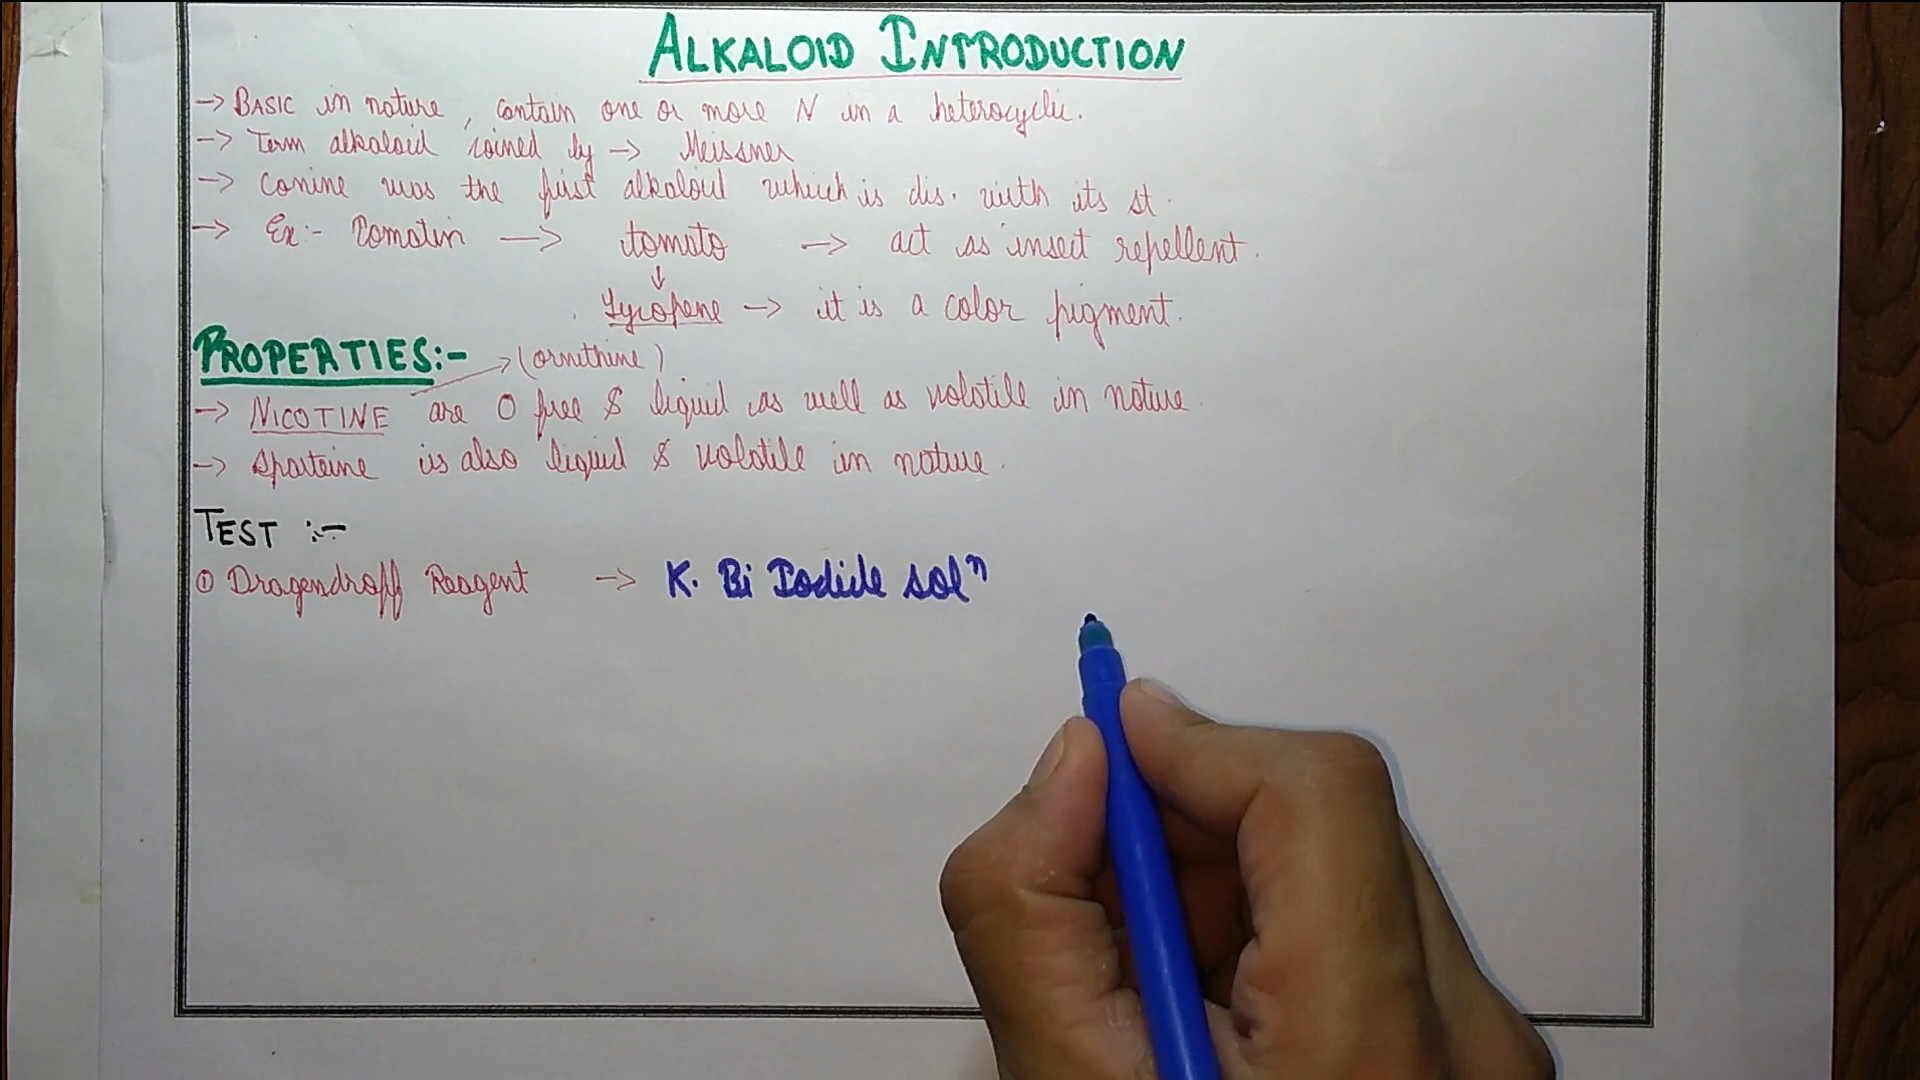 ALKALOID INTRODUCTION
→ BASIC in nature, contain one or more N in a heterocyclic.
→ Term alkaloid coined by → Meissner
→ Conine was the first alkaloid which is dis. with its st.
→ Ex:- Tomatin → tomato → act as insect repellent.
↓
Lycopene → it is a color pigment.
PROPERTIES:-
→ (ornithine)
→ NICOTINE are O free & liquid as well as volatile in nature
→ Sparteine is also liquid & volatile in nature.
TEST :-
① Dragendroff Reagent → K. Bi Iodide solⁿ